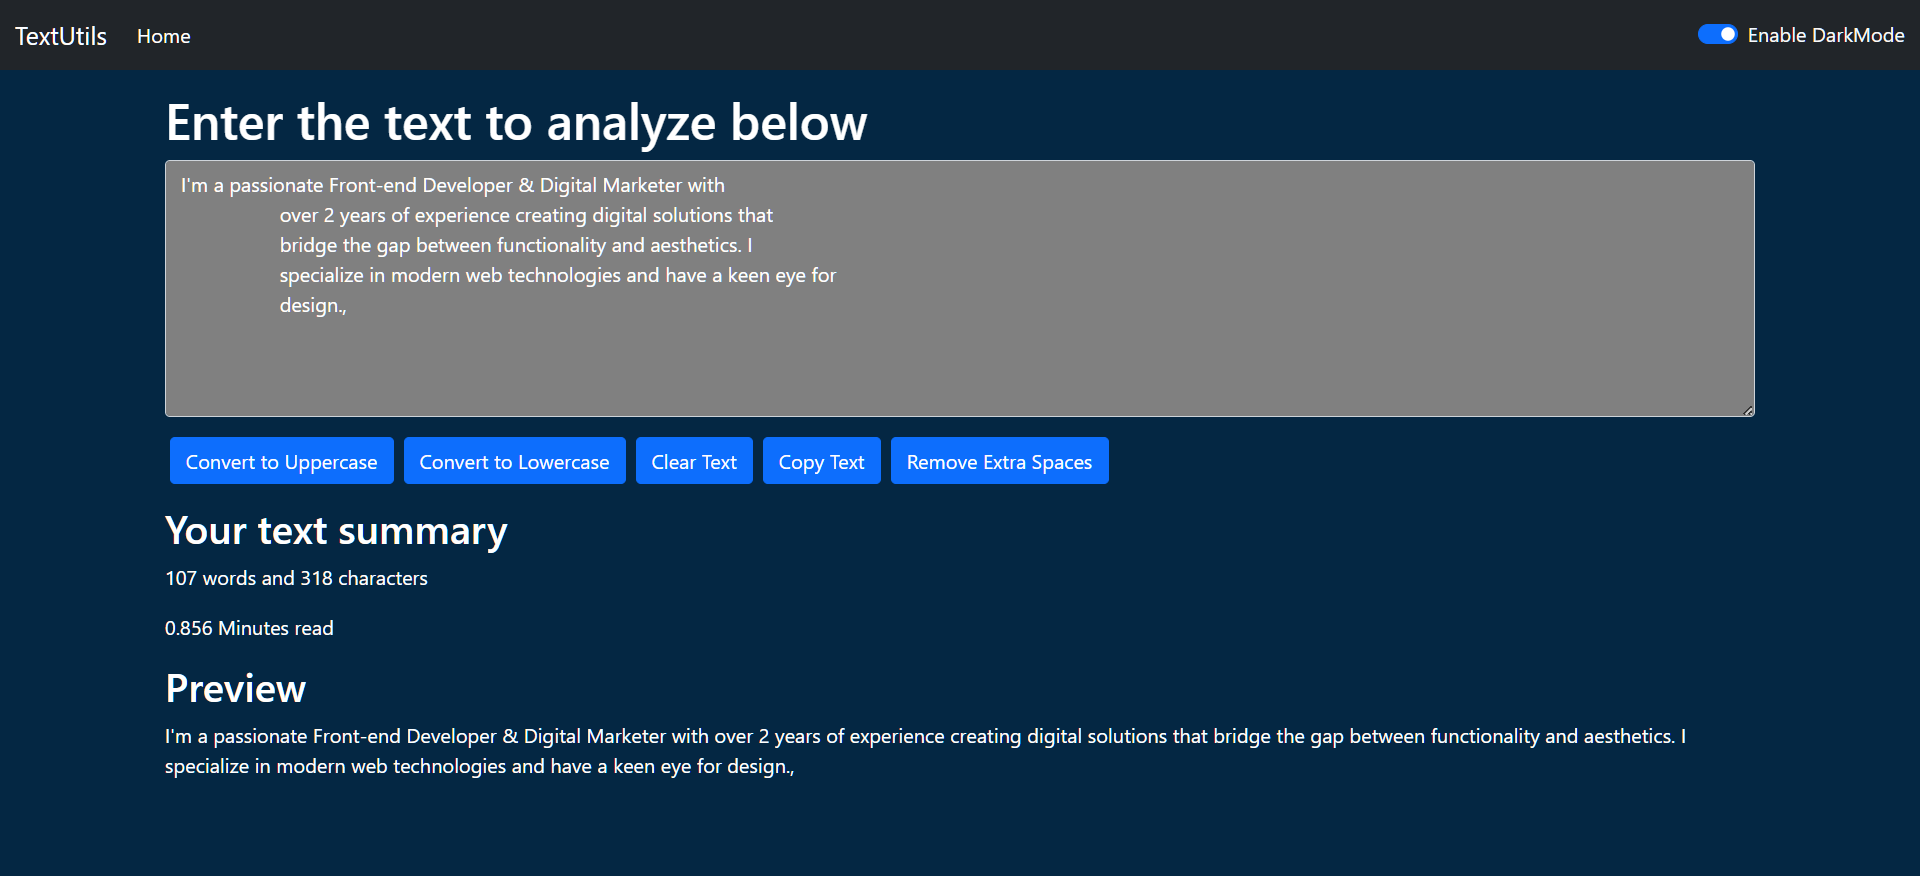 TextUtils Home Enable DarkMode
Enter the text to analyze below
I'm a passionate Front-end Developer & Digital Marketer with
over 2 years of experience creating digital solutions that
bridge the gap between functionality and aesthetics. I
specialize in modern web technologies and have a keen eye for
design.,
Convert to Uppercase Convert to Lowercase Clear Text Copy Text Remove Extra Spaces
Your text summary
107 words and 318 characters
0.856 Minutes read
Preview
I'm a passionate Front-end Developer & Digital Marketer with over 2 years of experience creating digital solutions that bridge the gap between functionality and aesthetics. I
specialize in modern web technologies and have a keen eye for design.,